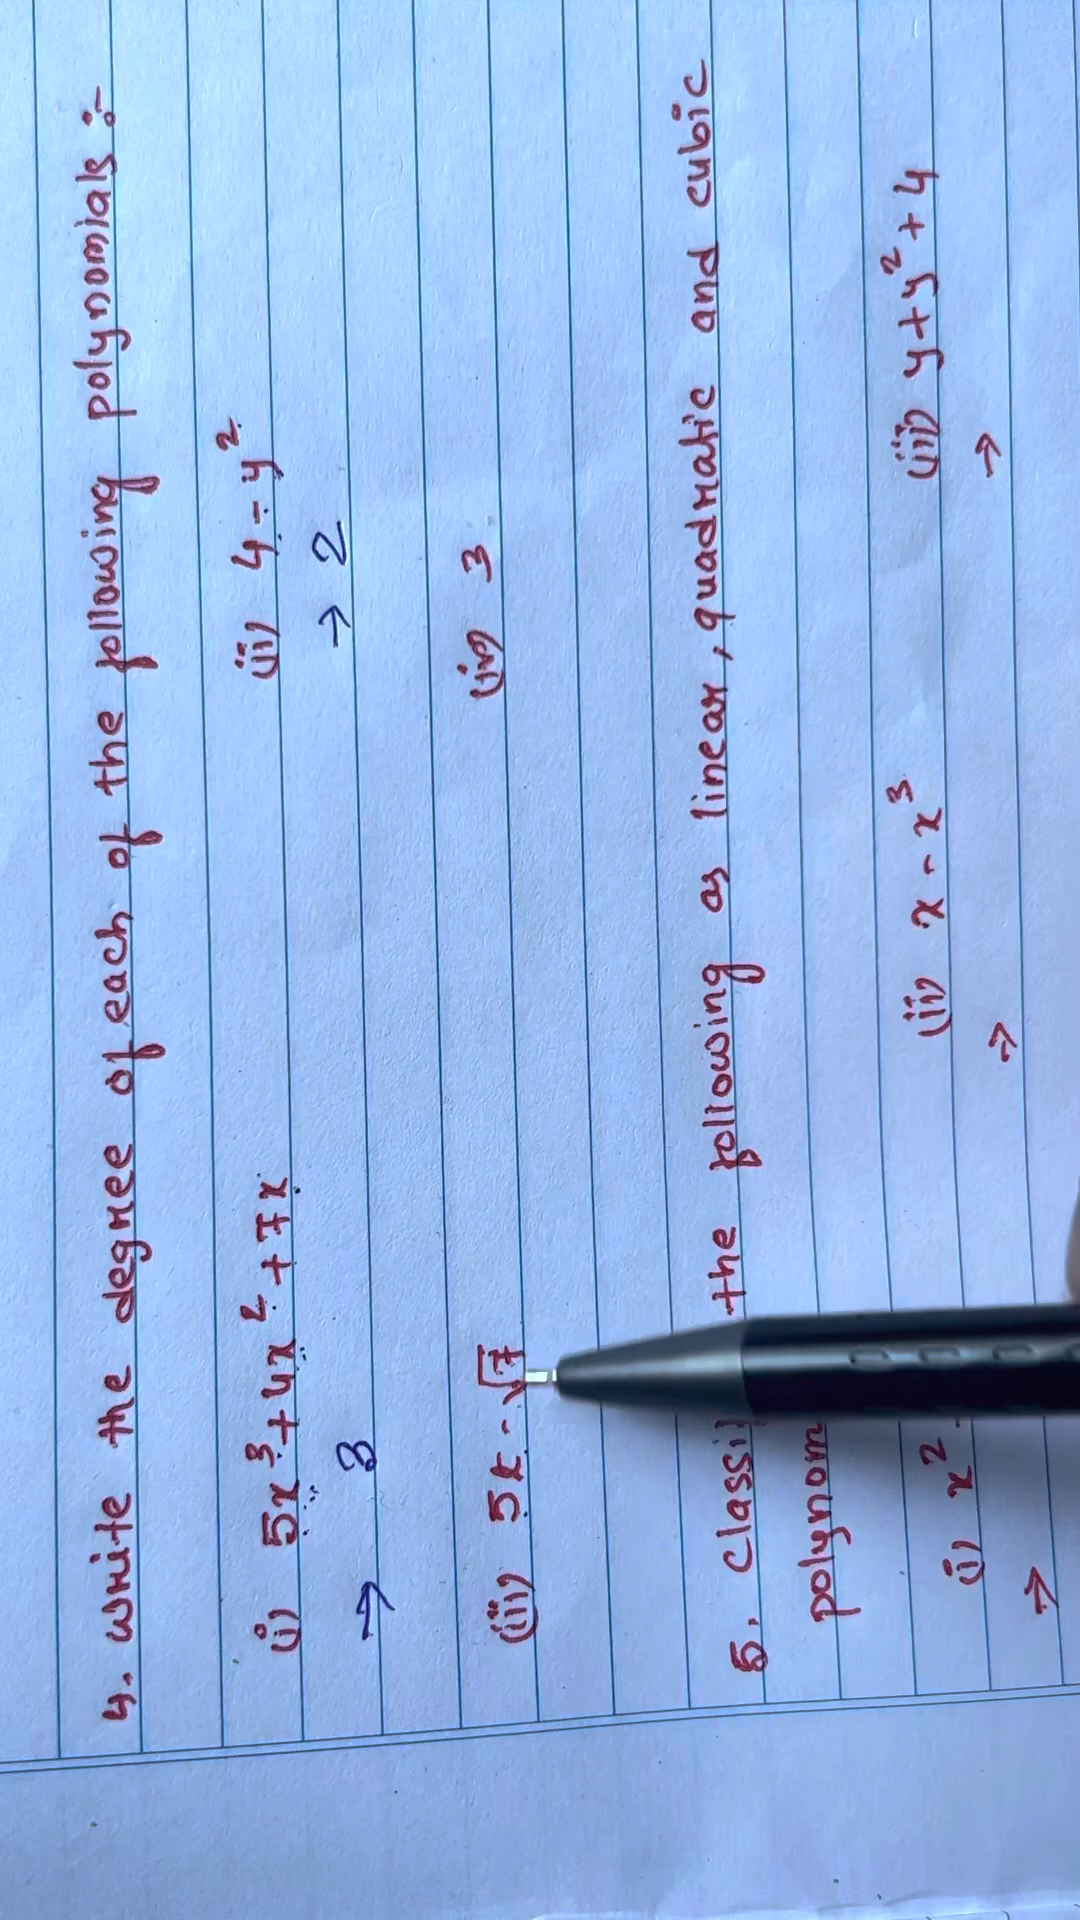 4. write the degree of each of the following polynomials :-
(i) 5x³ + 4x² + 7x (ii) 4 - y²
→ 3 → 2
(iii) 5t - √7 (iv) 3
5. Classi the following as linear, quadratic and cubic
polynom
(i) x² (ii) x - x³ (iii) y + y² + 4
→ → →